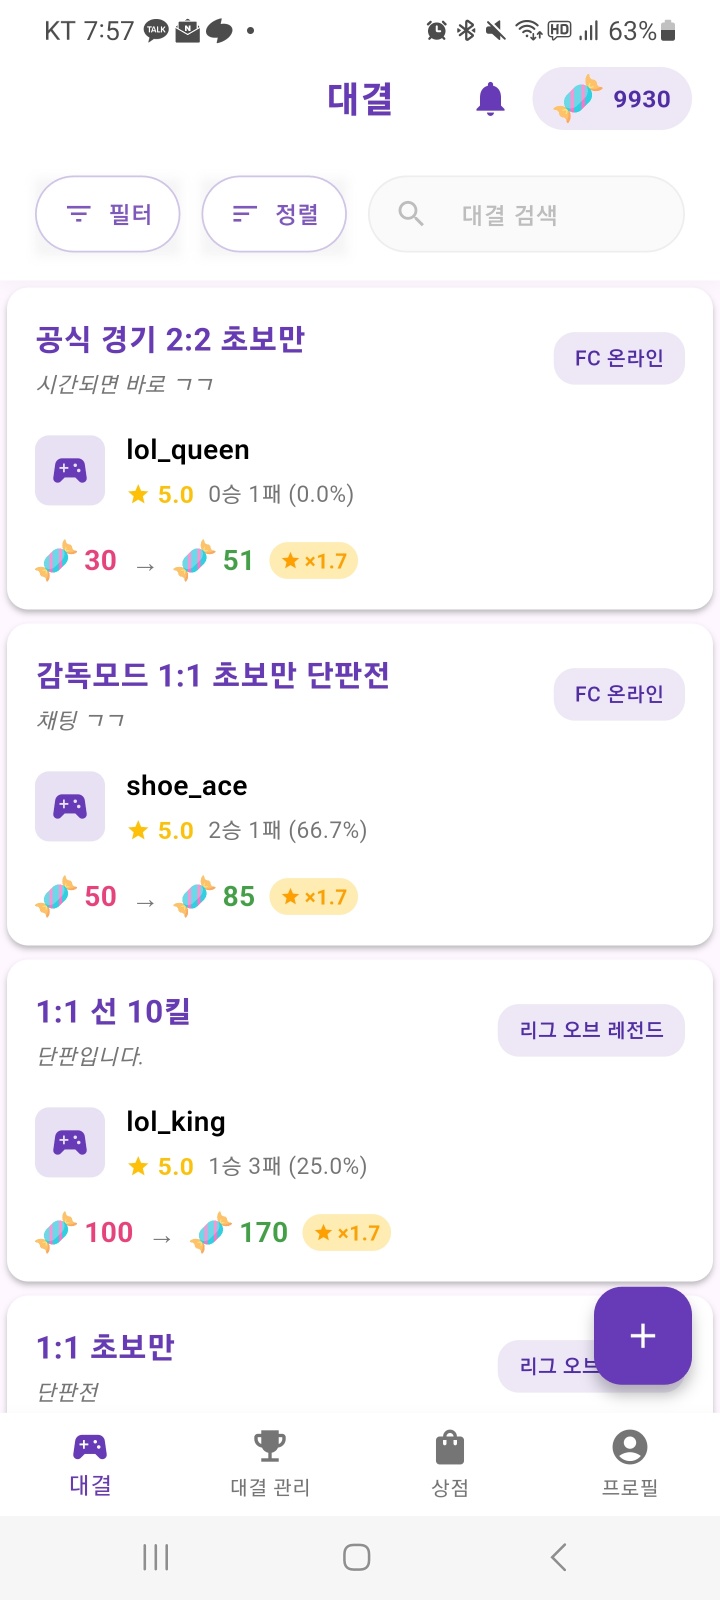 KT 7:57 TALK N HD 63%
대결
9930
필터 정렬 대결 검색
공식 경기 2:2 초보만
FC 온라인
시간되면 바로 ㄱㄱ
lol_queen
5.0 0승 1패 (0.0%)
30 → 51 ×1.7
감독모드 1:1 초보만 단판전
FC 온라인
채팅 ㄱㄱ
shoe_ace
5.0 2승 1패 (66.7%)
50 → 85 ×1.7
1:1 선 10킬
리그 오브 레전드
단판입니다.
lol_king
5.0 1승 3패 (25.0%)
100 → 170 ×1.7
1:1 초보만
리그 오브
단판전
대결 대결 관리 상점 프로필